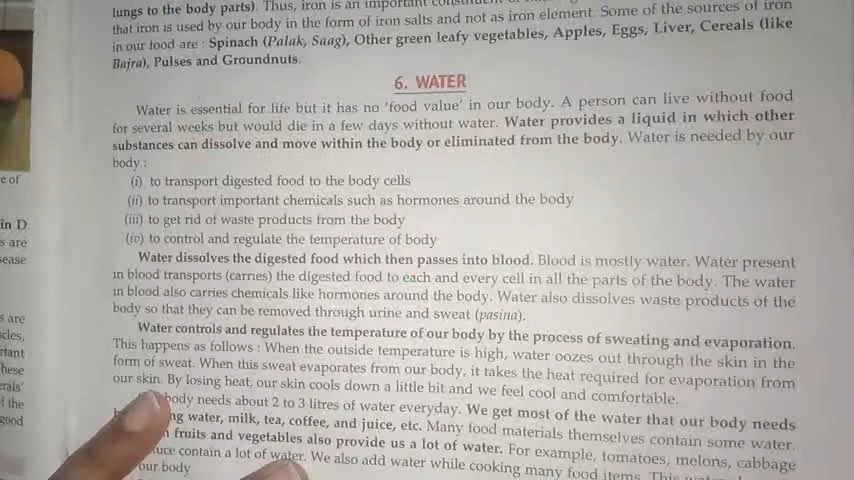 lungs to the body parts). Thus, iron is an important constituent of
that iron is used by our body in the form of iron salts and not as iron element. Some of the sources of iron
in our food are : Spinach (Palak, Saag), Other green leafy vegetables, Apples, Eggs, Liver, Cereals (like
Bajra), Pulses and Groundnuts.
6. WATER
Water is essential for life but it has no 'food value' in our body. A person can live without food
for several weeks but would die in a few days without water. Water provides a liquid in which other
substances can dissolve and move within the body or eliminated from the body. Water is needed by our
body :
(i) to transport digested food to the body cells
(ii) to transport important chemicals such as hormones around the body
(iii) to get rid of waste products from the body
(iv) to control and regulate the temperature of body
Water dissolves the digested food which then passes into blood. Blood is mostly water. Water present
in blood transports (carries) the digested food to each and every cell in all the parts of the body. The water
in blood also carries chemicals like hormones around the body. Water also dissolves waste products of the
body so that they can be removed through urine and sweat (pasina).
Water controls and regulates the temperature of our body by the process of sweating and evaporation.
This happens as follows : When the outside temperature is high, water oozes out through the skin in the
form of sweat. When this sweat evaporates from our body, it takes the heat required for evaporation from
our skin. By losing heat, our skin cools down a little bit and we feel cool and comfortable.
body needs about 2 to 3 litres of water everyday. We get most of the water that our body needs
water, milk, tea, coffee, and juice, etc. Many food materials themselves contain some water.
fruits and vegetables also provide us a lot of water. For example, tomatoes, melons, cabbage
contain a lot of water. We also add water while cooking many food items. This
our body
e of
in D
s are
sease
s are
cles,
rtant
hese
erals'
f the
good